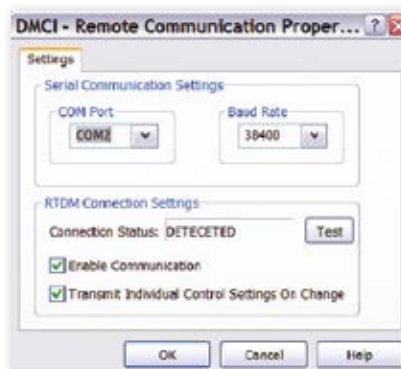 DMCI - Remote Communication Proper... ? X
Settings
Serial Communication Settings
COM Port
Baud Rate
COM2
38400
RTDM Connection Settings
Connection Status: DETECETED
Test
Enable Communication
Transmit Individual Control Settings On Change
OK
Cancel
Help